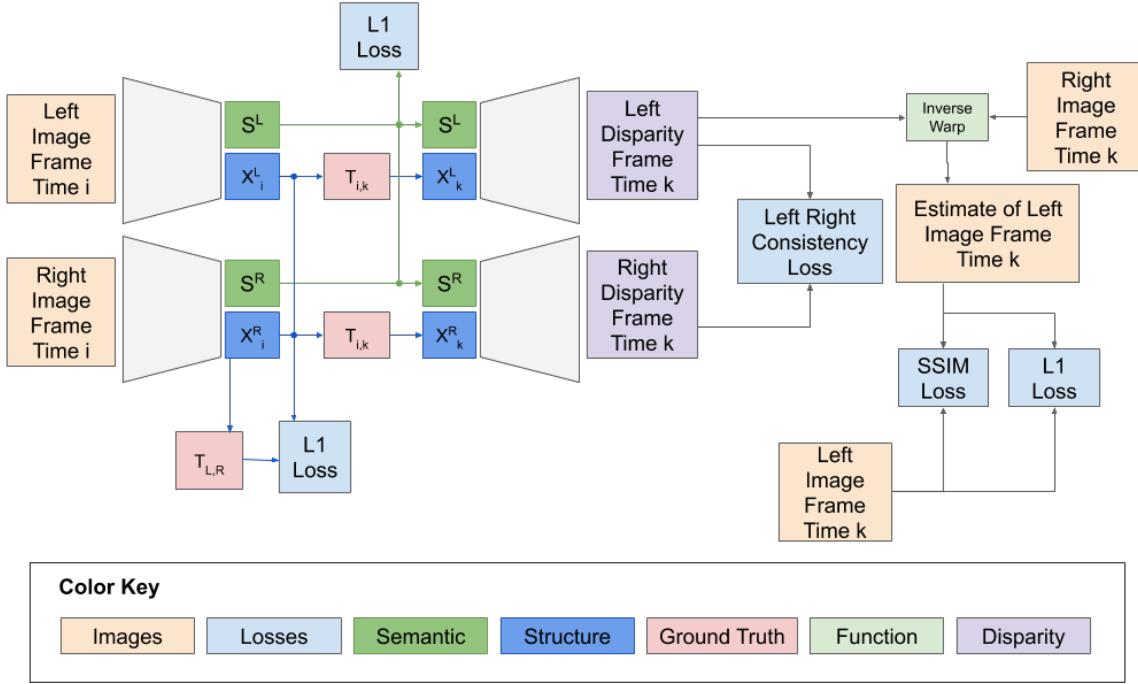 L1
Loss
Left
Image
Frame
Time i
S^L
X^L_i
T_i,k
S^L
X^L_k
Left
Disparity
Frame
Time k
Inverse
Warp
Right
Image
Frame
Time k
Left Right
Consistency
Loss
Estimate of Left
Image Frame
Time k
Right
Image
Frame
Time i
S^R
X^R_i
T_i,k
S^R
X^R_k
Right
Disparity
Frame
Time k
SSIM
Loss
L1
Loss
T_L,R
L1
Loss
Left
Image
Frame
Time k
Color Key
Images
Losses
Semantic
Structure
Ground Truth
Function
Disparity